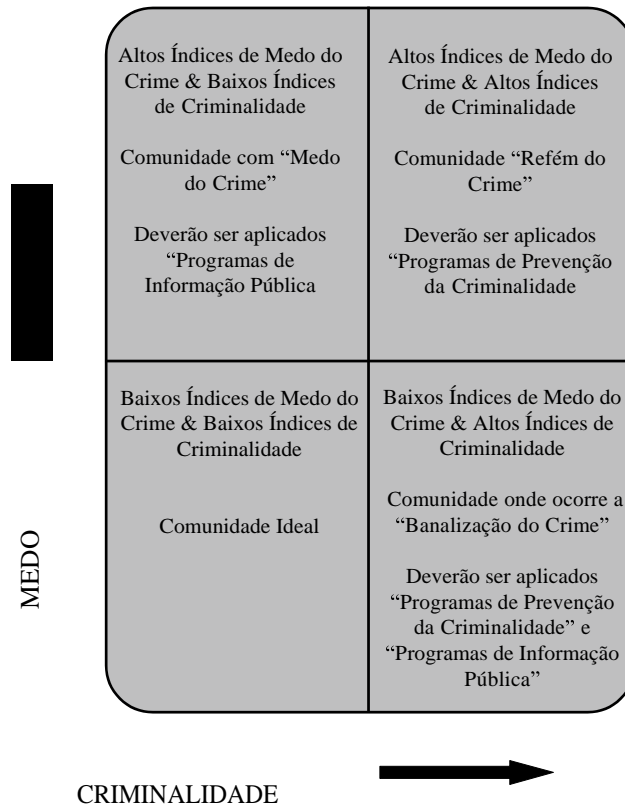 Altos Índices de Medo do
Crime & Baixos Índices
de Criminalidade
Comunidade com “Medo
do Crime”
Deverão ser aplicados
“Programas de
Informação Pública
Altos Índices de Medo do
Crime & Altos Índices
de Criminalidade
Comunidade “Refém do
Crime”
Deverão ser aplicados
“Programas de Prevenção
da Criminalidade
Baixos Índices de Medo do
Crime & Baixos Índices de
Criminalidade
Comunidade Ideal
Baixos Índices de Medo do
Crime & Altos Índices de
Criminalidade
Comunidade onde ocorre a
“Banalização do Crime”
Deverão ser aplicados
“Programas de Prevenção
da Criminalidade” e
“Programas de Informação
Pública”
MEDO
CRIMINALIDADE